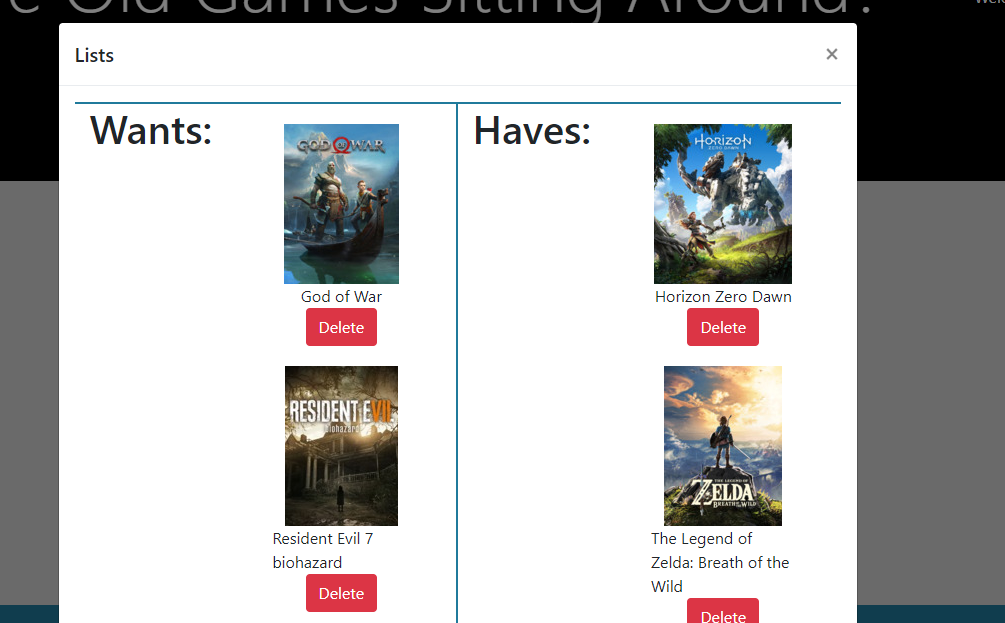 e Old Games Sitting Around?
Lists
×
Wants:
GOD OF WAR
God of War
Delete
RESIDENT EVII
biohazard
Resident Evil 7
biohazard
Delete
Haves:
HORIZON
ZERO DAWN
Horizon Zero Dawn
Delete
THE LEGEND OF
ZELDA
BREATH OF THE WILD
The Legend of
Zelda: Breath of the
Wild
Delete